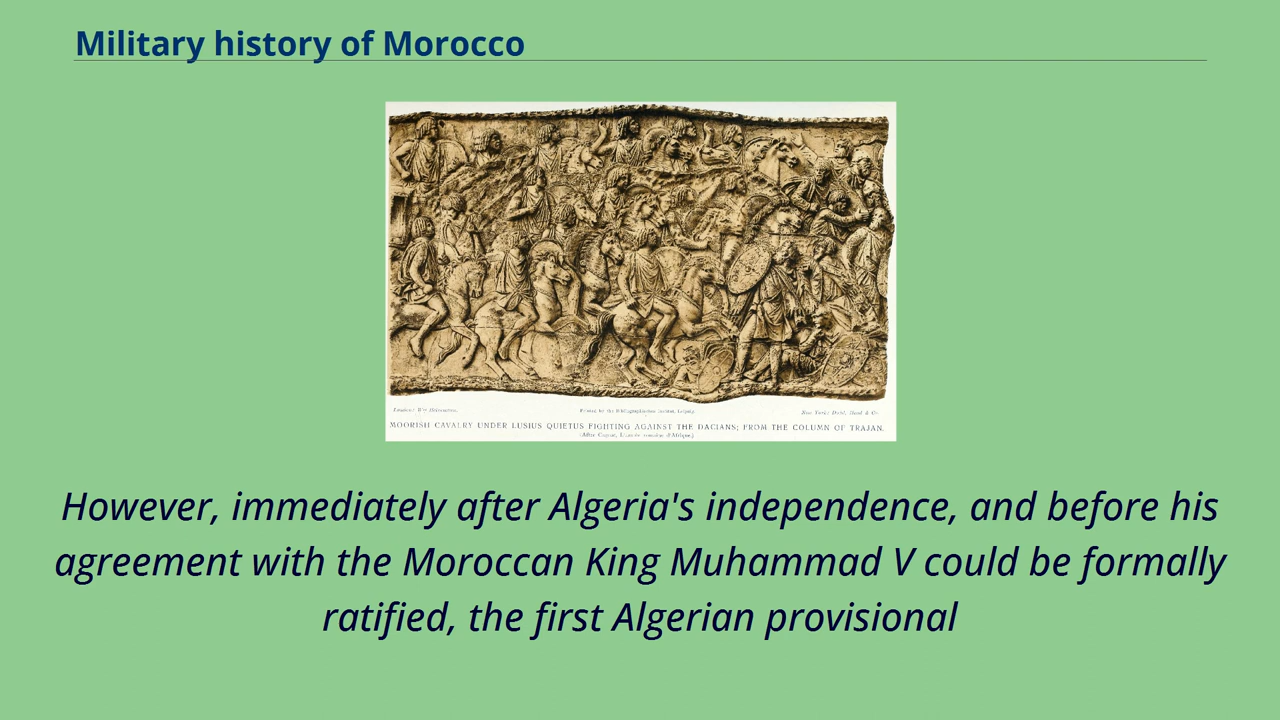 Military history of Morocco
MOORISH CAVALRY UNDER LUSIUS QUIETUS FIGHTING AGAINST THE DACIANS; FROM THE COLUMN OF TRAJAN.
However, immediately after Algeria's independence, and before his
agreement with the Moroccan King Muhammad V could be formally
ratified, the first Algerian provisional